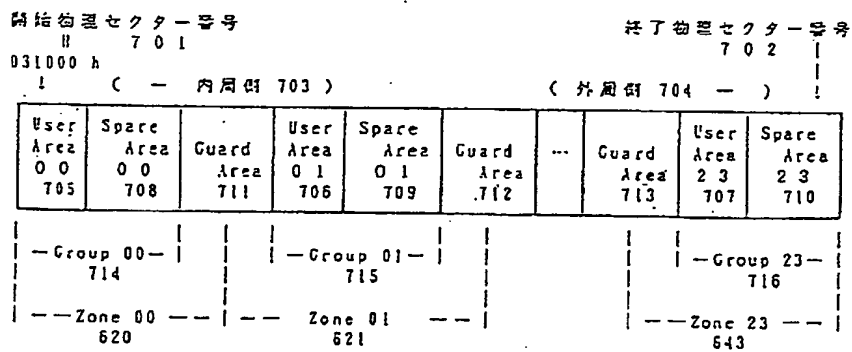 開始物理セクター番号
〃 701
031000 h
( — 内周側 703 )
終了物理セクター番号
702
( 外周側 704 — )
User Area 00 705
Spare Area 00 708
Guard Area 711
User Area 01 706
Spare Area 01 709
Guard Area 712
...
Guard Area 713
User Area 23 707
Spare Area 23 710
— Group 00 —
714
— Group 01 —
715
— Group 23 —
716
— — Zone 00 — —
620
— — Zone 01 — —
621
— — Zone 23 — —
643